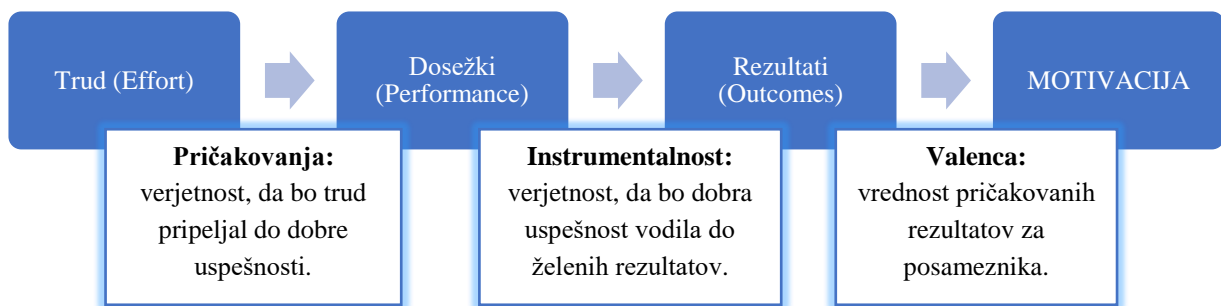 Trud (Effort)
Dosežki
(Performance)
Rezultati
(Outcomes)
MOTIVACIJA
Pričakovanja:
verjetnost, da bo trud
pripeljal do dobre
uspešnosti.
Instrumentalnost:
verjetnost, da bo dobra
uspešnost vodila do
želenih rezultatov.
Valenca:
vrednost pričakovanih
rezultatov za
posameznika.